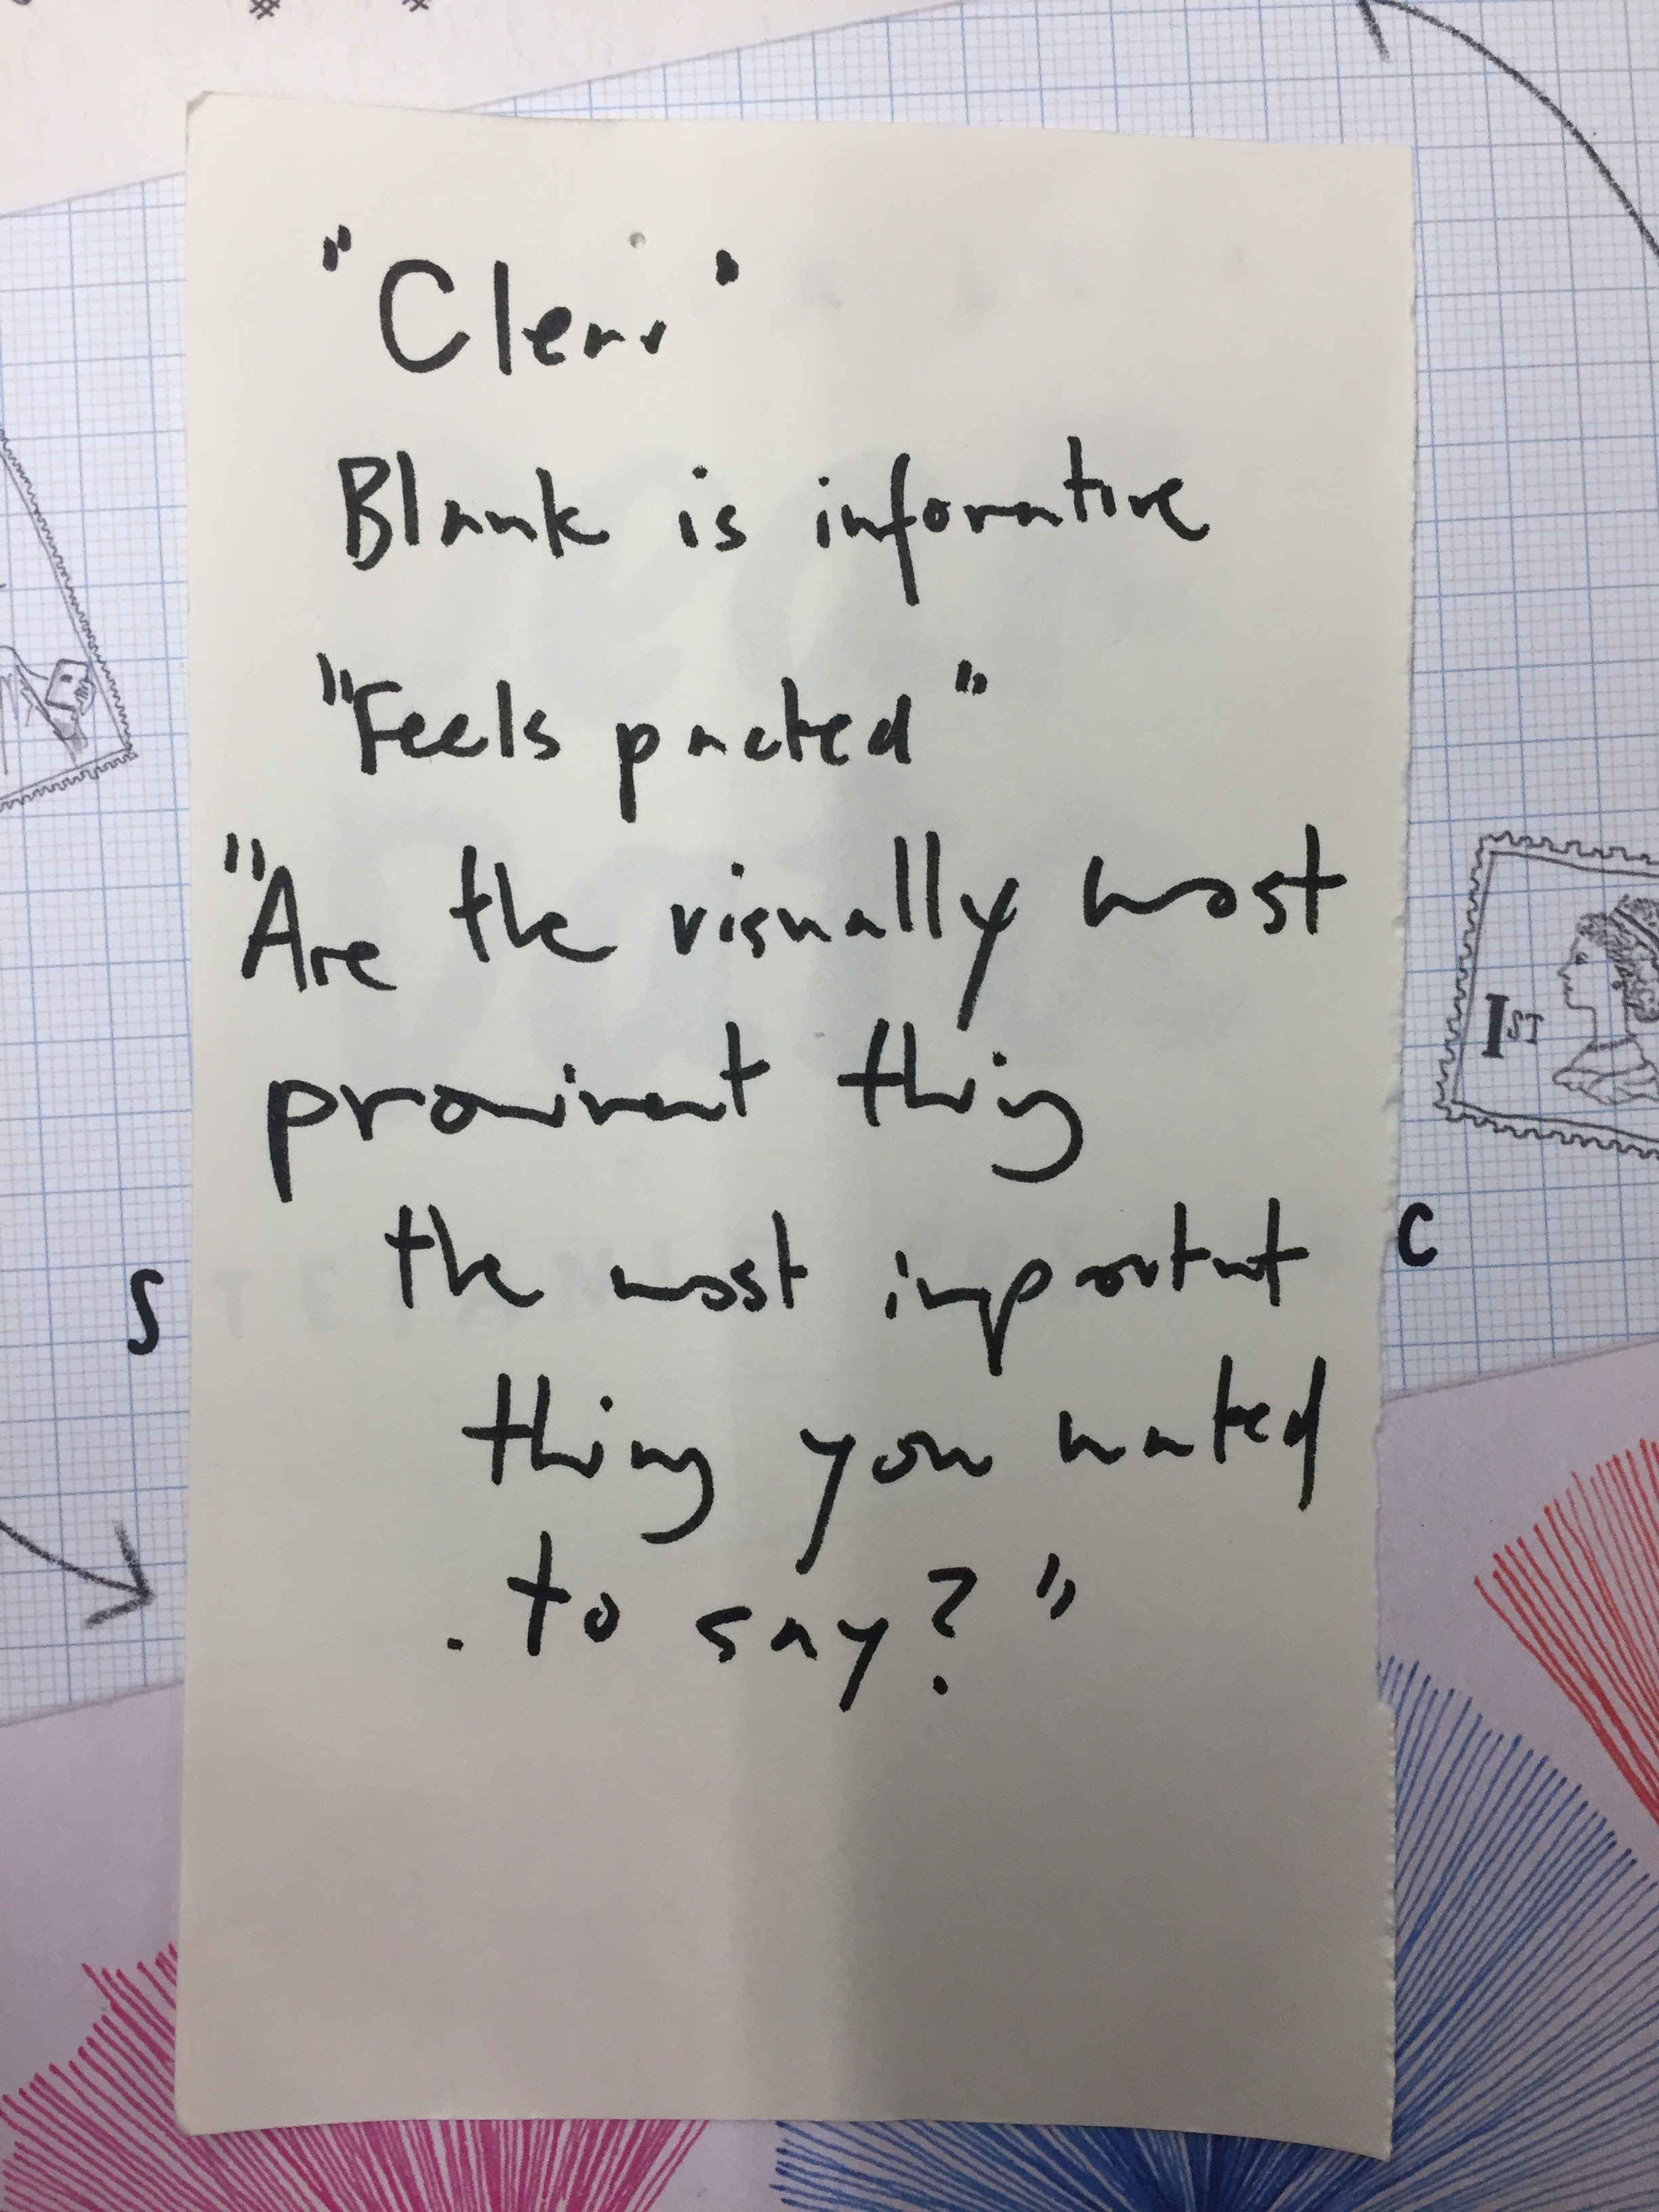 "Clear"
Blank is informative
"Feels packed"
"Are the visually most
prominent thing
the most important
thing you wanted
to say?"
S
C
1ST